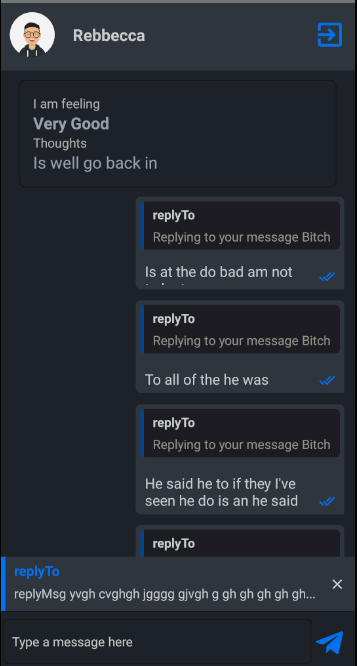 Rebbecca
I am feeling
Very Good
Thoughts
Is well go back in
replyTo
Replying to your message Bitch
Is at the do bad am not
replyTo
Replying to your message Bitch
To all of the he was
replyTo
Replying to your message Bitch
He said he to if they I've
seen he do is an he said
replyTo
replyTo
replyMsg yvgh cvghgh jgggg gjvgh g gh gh gh gh gh...
Type a message here